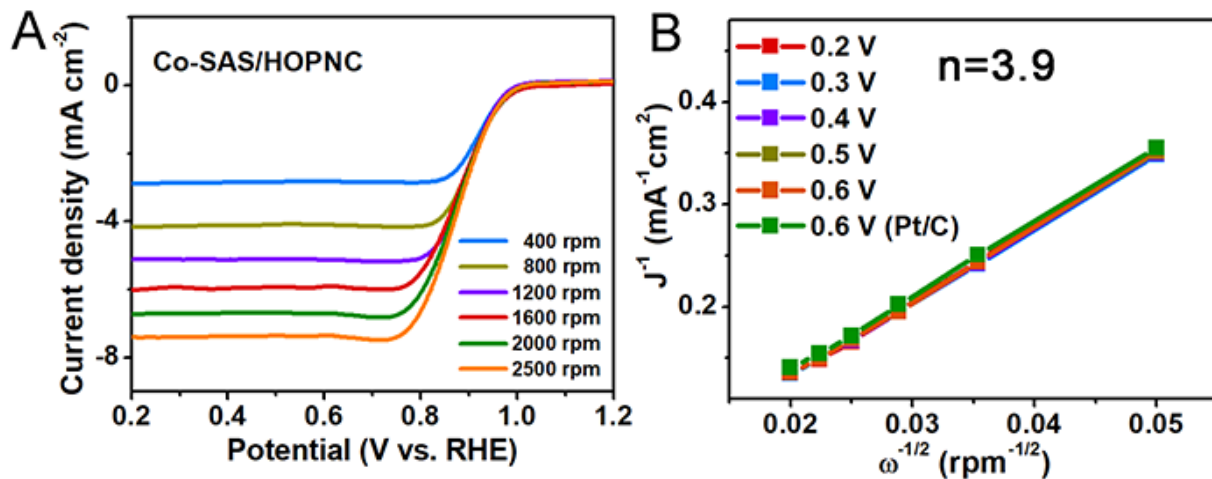 A
Co-SAS/HOPNC
Current density (mA cm⁻²)
0
-4
-8
400 rpm
800 rpm
1200 rpm
1600 rpm
2000 rpm
2500 rpm
0.2 0.4 0.6 0.8 1.0 1.2
Potential (V vs. RHE)
B
n=3.9
0.2 V
0.3 V
0.4 V
0.5 V
0.6 V
0.6 V (Pt/C)
J⁻¹ (mA⁻¹cm²)
0.4
0.3
0.2
0.02 0.03 0.04 0.05
ω⁻¹/² (rpm⁻¹/²)